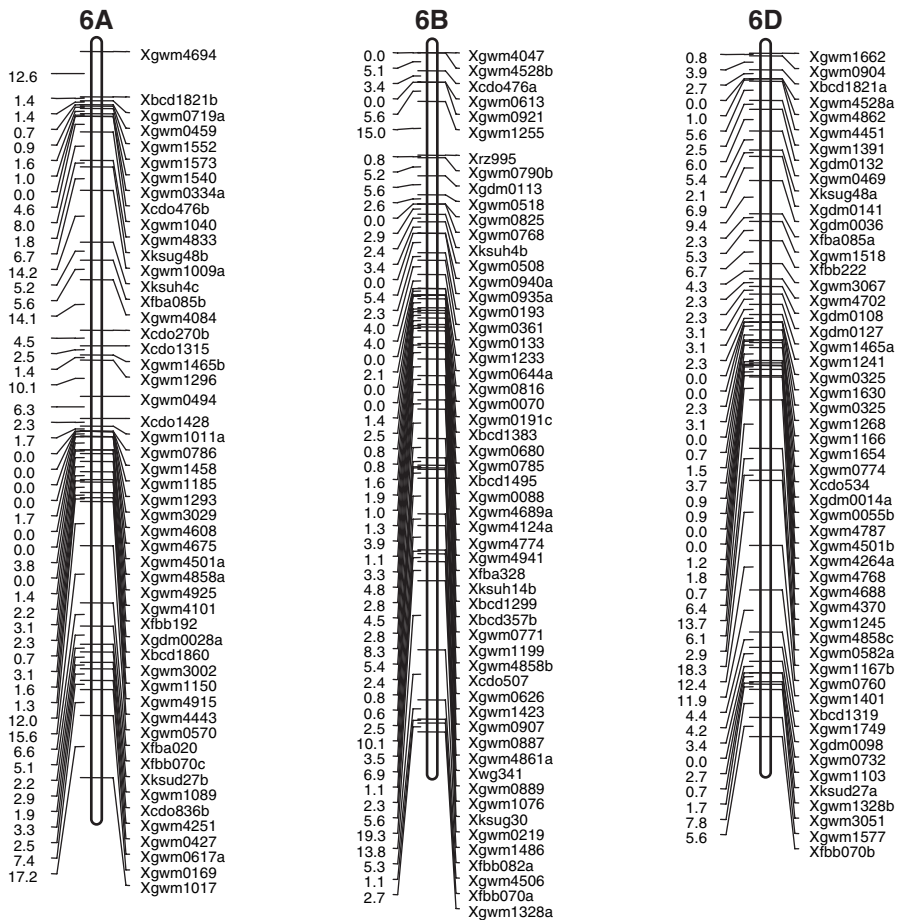 6A
Xgwm4694
12.6
Xbcd1821b
1.4
Xgwm0719a
1.4
Xgwm0459
0.7
Xgwm1552
0.9
Xgwm1573
1.6
Xgwm1540
1.0
Xgwm0334a
0.0
Xcdo476b
4.6
Xgwm1040
8.0
Xgwm4833
1.8
Xksug48b
6.7
Xgwm1009a
14.2
Xksuh4c
5.2
Xfba085b
5.6
Xgwm4084
14.1
Xcdo270b
4.5
Xcdo1315
2.5
Xgwm1465b
1.4
Xgwm1296
10.1
Xgwm0494
6.3
Xcdo1428
2.3
Xgwm1011a
1.7
Xgwm0786
0.0
Xgwm1458
0.0
Xgwm1185
0.0
Xgwm1293
0.0
Xgwm3029
1.7
Xgwm4608
0.0
Xgwm4675
0.0
Xgwm4501a
3.8
Xgwm4858a
0.0
Xgwm4925
1.4
Xgwm4101
2.2
Xfbb192
3.1
Xgdm0028a
2.3
Xbcd1860
0.7
Xgwm3002
3.1
Xgwm1150
1.6
Xgwm4915
1.3
Xgwm4443
12.0
Xgwm0570
15.6
Xfba020
6.6
Xfbb070c
5.1
Xksud27b
2.2
Xgwm1089
2.9
Xcdo836b
1.9
Xgwm4251
3.3
Xgwm0427
2.5
Xgwm0617a
7.4
Xgwm0169
17.2
Xgwm1017
6B
Xgwm4047
0.0
Xgwm4528b
5.1
Xcdo476a
3.4
Xgwm0613
0.0
Xgwm0921
5.6
Xgwm1255
15.0
Xrz995
0.8
Xgwm0790b
5.2
Xgdm0113
5.6
Xgwm0518
2.6
Xgwm0825
0.0
Xgwm0768
2.9
Xksuh4b
2.4
Xgwm0508
3.4
Xgwm0940a
0.0
Xgwm0935a
5.4
Xgwm0193
2.3
Xgwm0361
4.0
Xgwm0133
4.0
Xgwm1233
0.0
Xgwm0644a
2.1
Xgwm0816
0.0
Xgwm0070
0.0
Xgwm0191c
1.4
Xbcd1383
2.5
Xgwm0680
0.8
Xgwm0785
0.8
Xbcd1495
1.6
Xgwm0088
1.9
Xgwm4689a
1.0
Xgwm4124a
1.3
Xgwm4774
3.9
Xgwm4941
1.1
Xfba328
3.3
Xksuh14b
4.8
Xbcd1299
2.8
Xbcd357b
4.5
Xgwm0771
2.8
Xgwm1199
8.3
Xgwm4858b
5.4
Xcdo507
2.4
Xgwm0626
0.8
Xgwm1423
0.6
Xgwm0907
2.5
Xgwm0887
10.1
Xgwm4861a
3.5
Xwg341
6.9
Xgwm0889
1.1
Xgwm1076
2.3
Xksug30
5.6
Xgwm0219
19.3
Xgwm1486
13.8
Xfbb082a
5.3
Xgwm4506
1.1
Xfbb070a
2.7
Xgwm1328a
6D
Xgwm1662
0.8
Xgwm0904
3.9
Xbcd1821a
2.7
Xgwm4528a
0.0
Xgwm4862
1.0
Xgwm4451
5.6
Xgwm1391
2.5
Xgdm0132
6.0
Xgwm0469
5.4
Xksug48a
2.1
Xgdm0141
6.9
Xgdm0036
9.4
Xfba085a
2.3
Xgwm1518
5.3
Xfbb222
6.7
Xgwm3067
4.3
Xgwm4702
2.3
Xgdm0108
2.3
Xgdm0127
3.1
Xgwm1465a
3.1
Xgwm1241
2.3
Xgwm0325
0.0
Xgwm1630
0.0
Xgwm0325
2.3
Xgwm1268
3.1
Xgwm1166
0.0
Xgwm1654
0.7
Xgwm0774
1.5
Xcdo534
3.7
Xgdm0014a
0.9
Xgwm0055b
0.9
Xgwm4787
0.0
Xgwm4501b
0.0
Xgwm4264a
1.2
Xgwm4768
1.8
Xgwm4688
0.7
Xgwm4370
6.4
Xgwm1245
13.7
Xgwm4858c
6.1
Xgwm0582a
2.9
Xgwm1167b
18.3
Xgwm0760
12.4
Xgwm1401
11.9
Xbcd1319
4.4
Xgwm1749
4.2
Xgdm0098
3.4
Xgwm0732
0.0
Xgwm1103
2.7
Xksud27a
0.7
Xgwm1328b
1.7
Xgwm3051
7.8
Xgwm1577
5.6
Xfbb070b